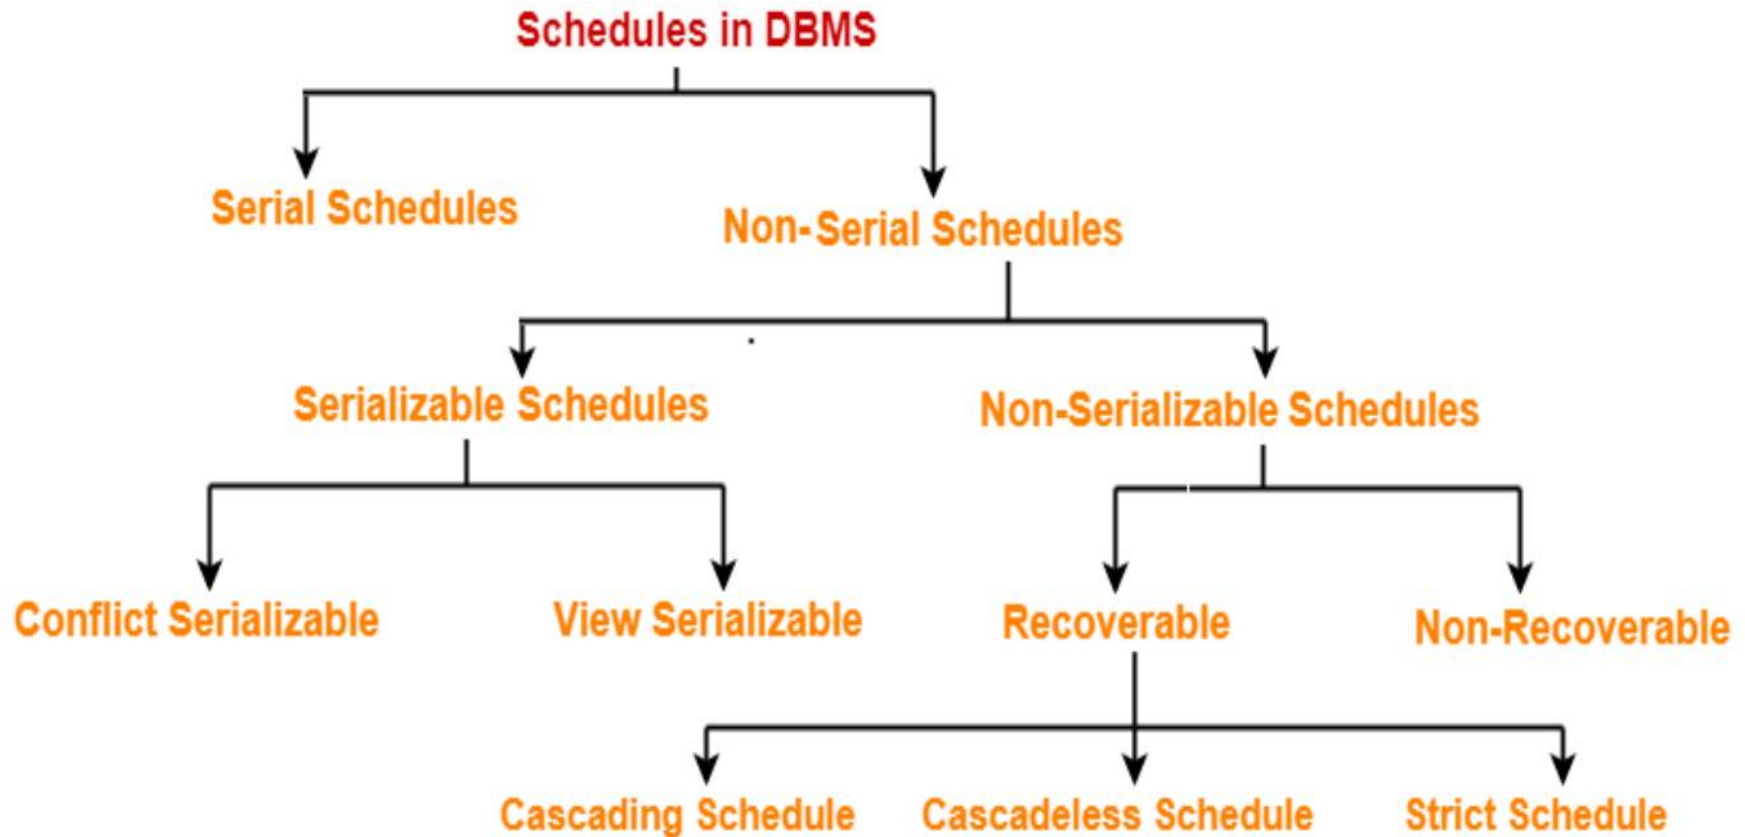 Schedules in DBMS
Serial Schedules
Non-Serial Schedules
Serializable Schedules
Non-Serializable Schedules
Conflict Serializable
View Serializable
Recoverable
Non-Recoverable
Cascading Schedule
Cascadeless Schedule
Strict Schedule